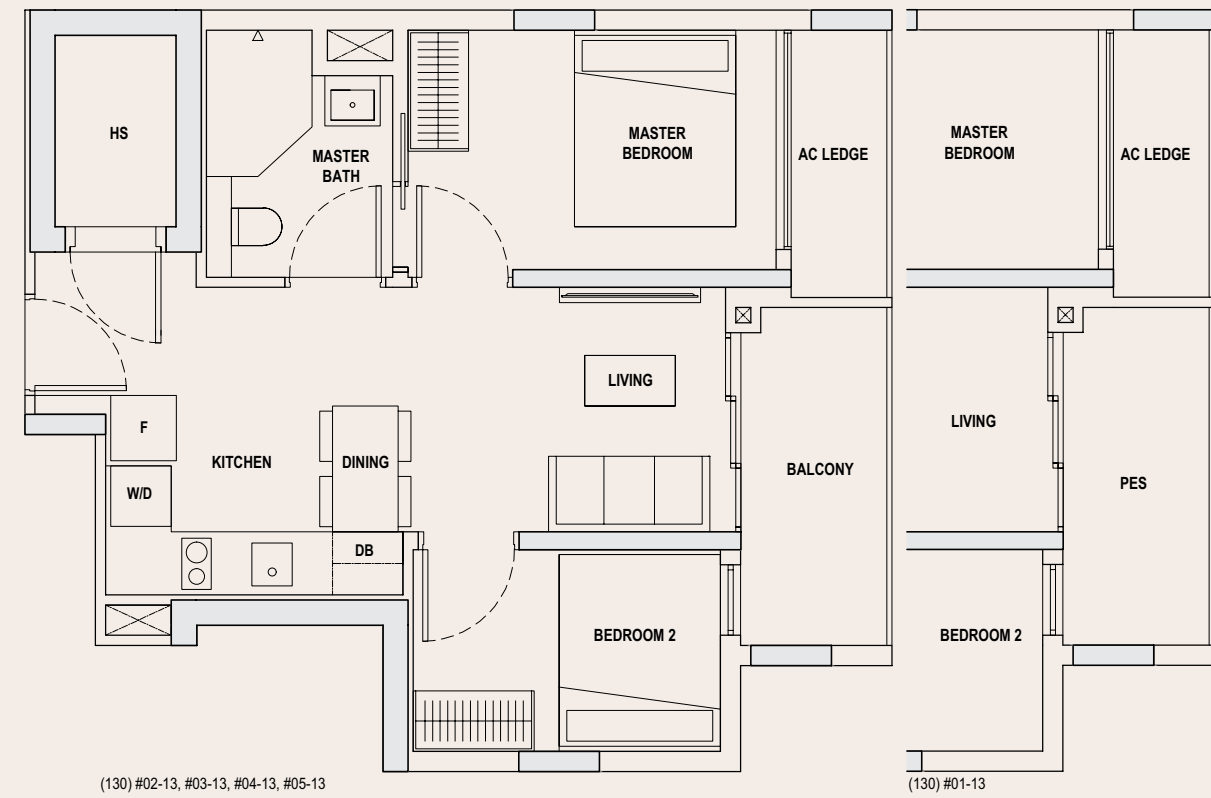 HS
MASTER
BATH
MASTER
BEDROOM
AC LEDGE
MASTER
BEDROOM
AC LEDGE
LIVING
F
KITCHEN
DINING
W/D
BALCONY
LIVING
PES
DB
BEDROOM 2
BEDROOM 2
(130) #02-13, #03-13, #04-13, #05-13
(130) #01-13